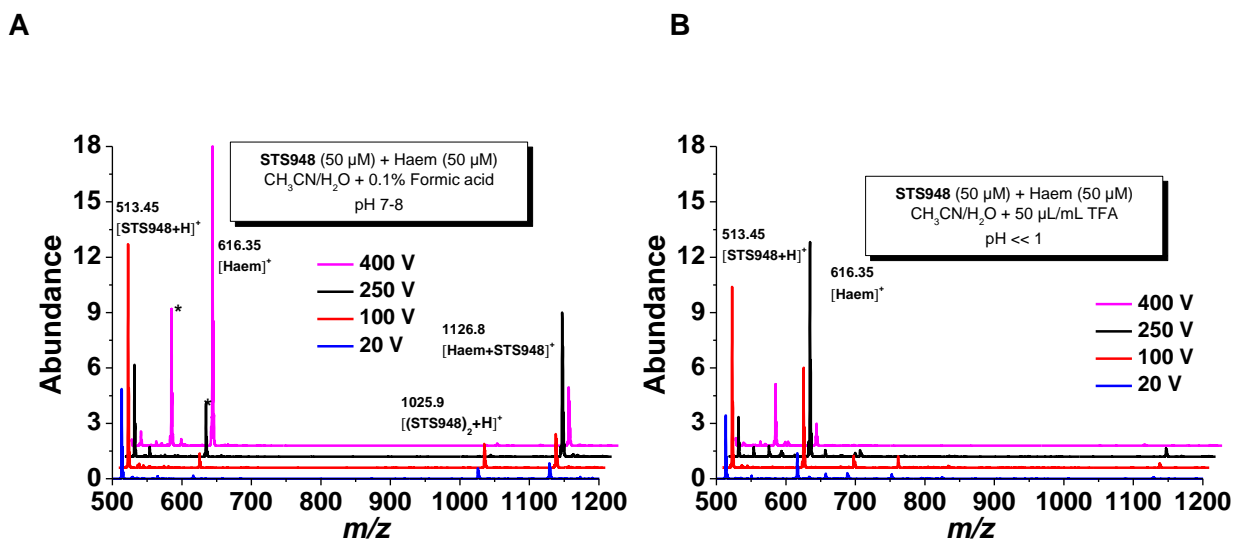 A
STS948 (50 µM) + Haem (50 µM)
CH₃CN/H₂O + 0.1% Formic acid
pH 7-8
513.45
[STS948+H]⁺
616.35
[Haem]⁺
*
*
400 V
250 V
100 V
20 V
1126.8
[Haem+STS948]⁺
1025.9
[(STS948)₂+H]⁺
Abundance
18
15
12
9
6
3
0
500 600 700 800 900 1000 1100 1200
m/z
B
STS948 (50 µM) + Haem (50 µM)
CH₃CN/H₂O + 50 µL/mL TFA
pH << 1
513.45
[STS948+H]⁺
616.35
[Haem]⁺
400 V
250 V
100 V
20 V
Abundance
18
15
12
9
6
3
0
500 600 700 800 900 1000 1100 1200
m/z